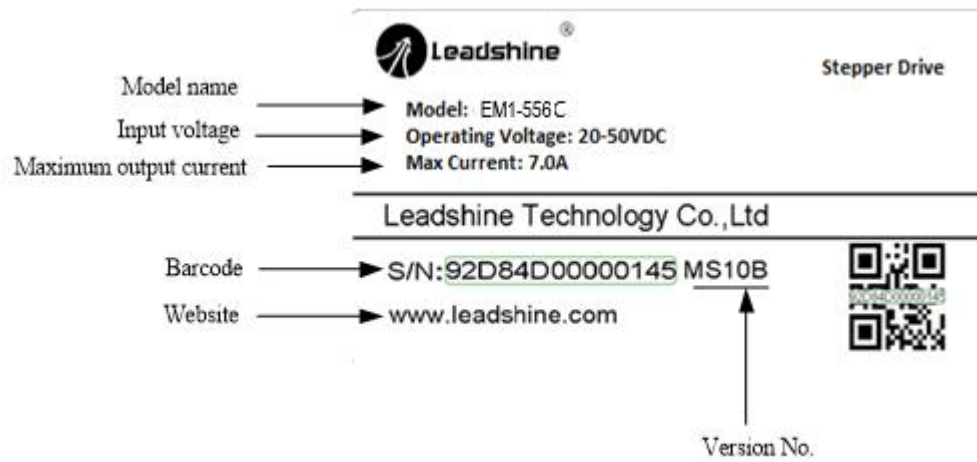 Leadshine®
Stepper Drive
Model name
Model: EM1-556C
Input voltage
Operating Voltage: 20-50VDC
Maximum output current
Max Current: 7.0A
Leadshine Technology Co.,Ltd
Barcode
S/N:92D84D00000145 MS10B
92D84D00000145
Website
www.leadshine.com
Version No.